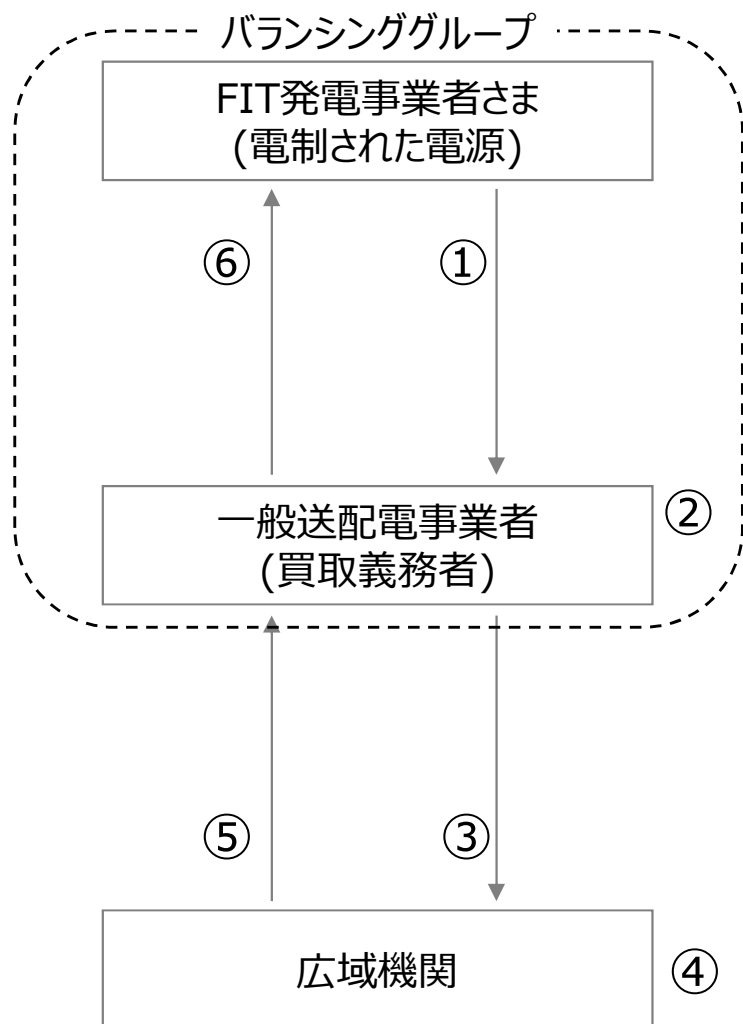 バランシンググループ
FIT発電事業者さま
(電制された電源)
⑥
①
一般送配電事業者
(買取義務者)
②
⑤
③
広域機関
④